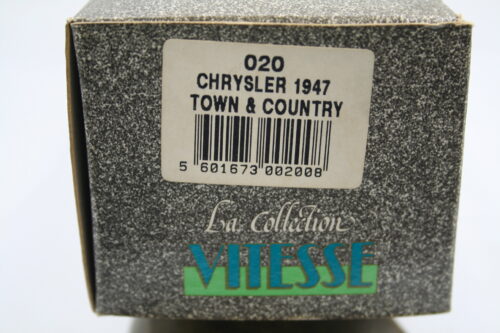 020
CHRYSLER 1947
TOWN & COUNTRY
5 601673 002008
La Collection
VITESSE